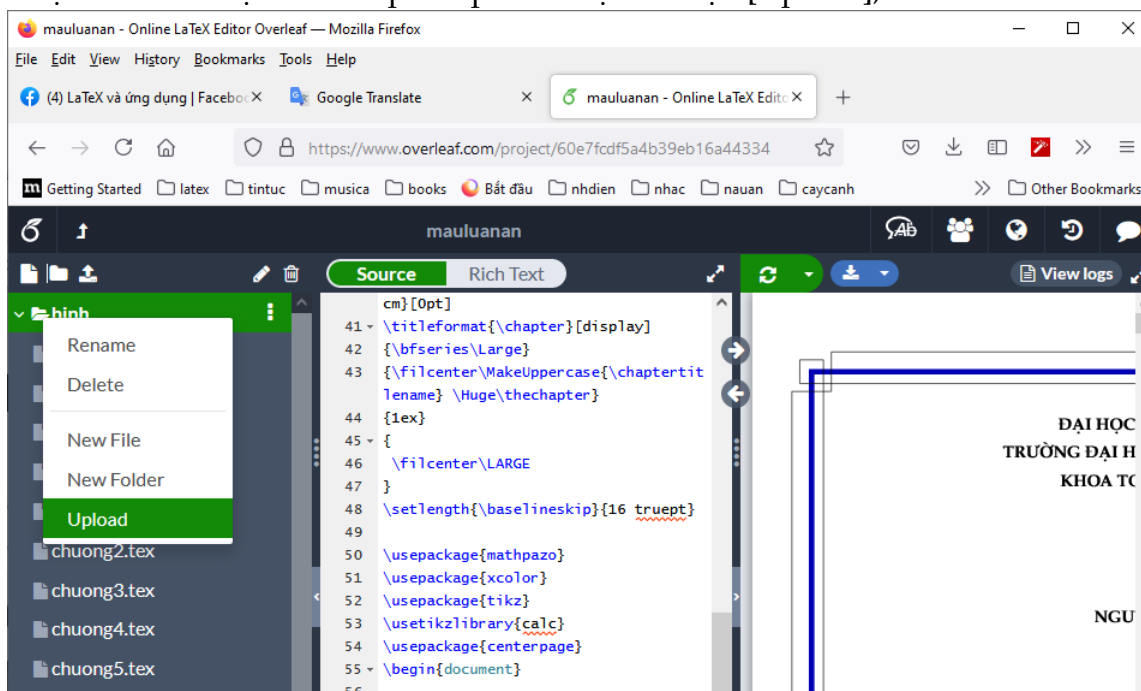 mauluanan - Online LaTeX Editor Overleaf — Mozilla Firefox
File Edit View History Bookmarks Tools Help
(4) LaTeX và ứng dụng | Faceboc
Google Translate
mauluanan - Online LaTeX Edito
https://www.overleaf.com/project/60e7fcdf5a4b39eb16a44334
Getting Started latex tintuc musica books Bắt đầu nhdien nhac nauan caycanh Other Bookmarks
mauluanan
Source Rich Text View logs
binh
Rename
Delete
New File
New Folder
Upload
chuong2.tex
chuong3.tex
chuong4.tex
chuong5.tex
cm}[0pt]
41 \titleformat{\chapter}[display]
42 {\bfseries\Large}
43 {\filcenter\MakeUppercase{\chaptertit
lename} \Huge\thechapter}
44 {1ex}
45 {
46 \filcenter\LARGE
47 }
48 \setlength{\baselineskip}{16 truept}
49
50 \usepackage{mathpazo}
51 \usepackage{xcolor}
52 \usepackage{tikz}
53 \usetikzlibrary{calc}
54 \usepackage{centerpage}
55 \begin{document}
ĐẠI HỌC
TRƯỜNG ĐẠI H
KHOA TO
NGU